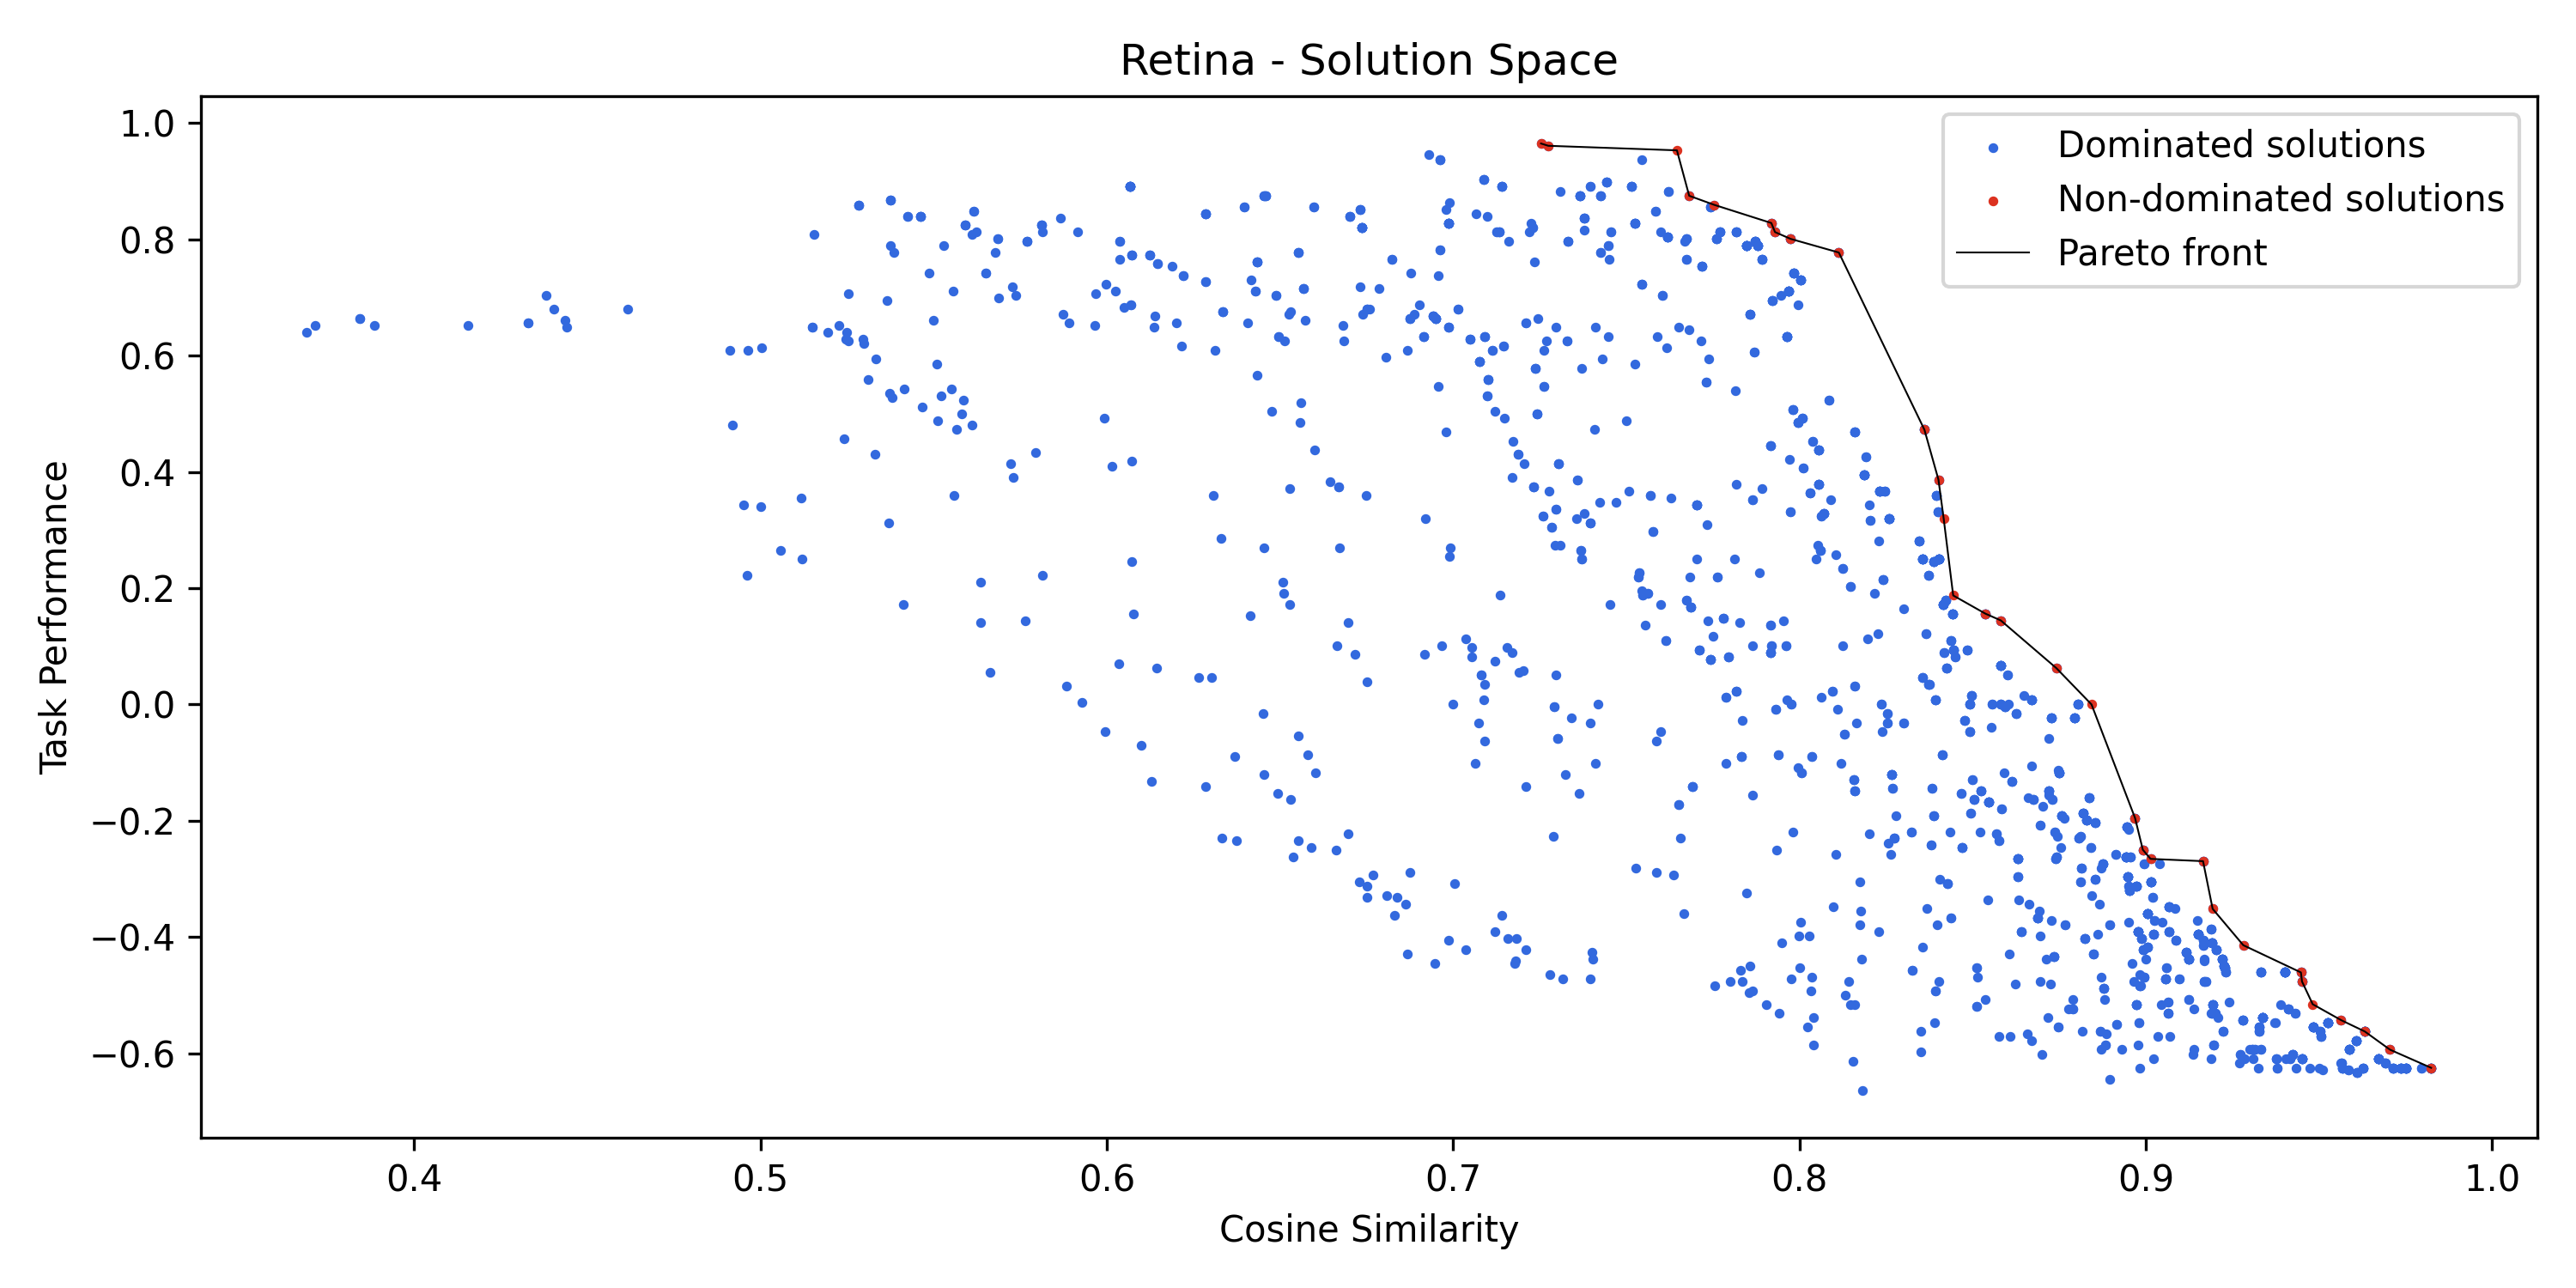 Retina - Solution Space
Dominated solutions
Non-dominated solutions
Pareto front
Task Performance
1.0
0.8
0.6
0.4
0.2
0.0
−0.2
−0.4
−0.6
0.4
0.5
0.6
0.7
0.8
0.9
1.0
Cosine Similarity